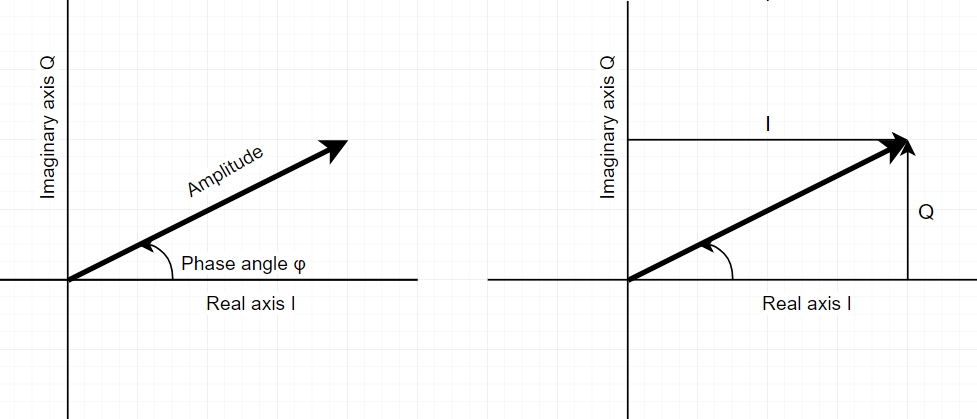 Imaginary axis Q
Amplitude
Phase angle φ
Real axis I
Imaginary axis Q
I
Q
Real axis I